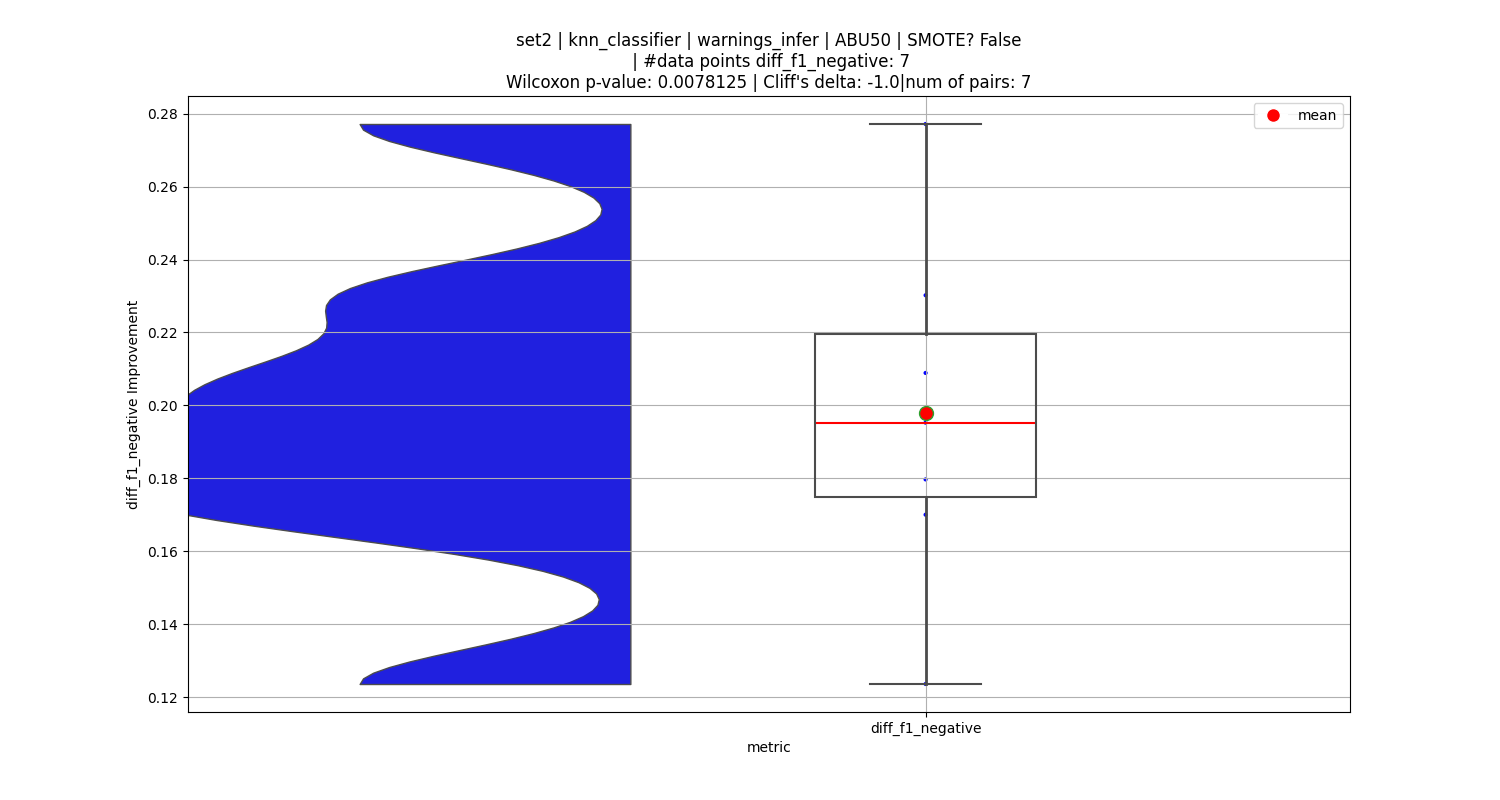 set2 | knn_classifier | warnings_infer | ABU50 | SMOTE? False
| #data points diff_f1_negative: 7
Wilcoxon p-value: 0.0078125 | Cliff's delta: -1.0|num of pairs: 7
mean
0.28
0.26
0.24
0.22
0.20
0.18
0.16
0.14
0.12
diff_f1_negative Improvement
diff_f1_negative
metric